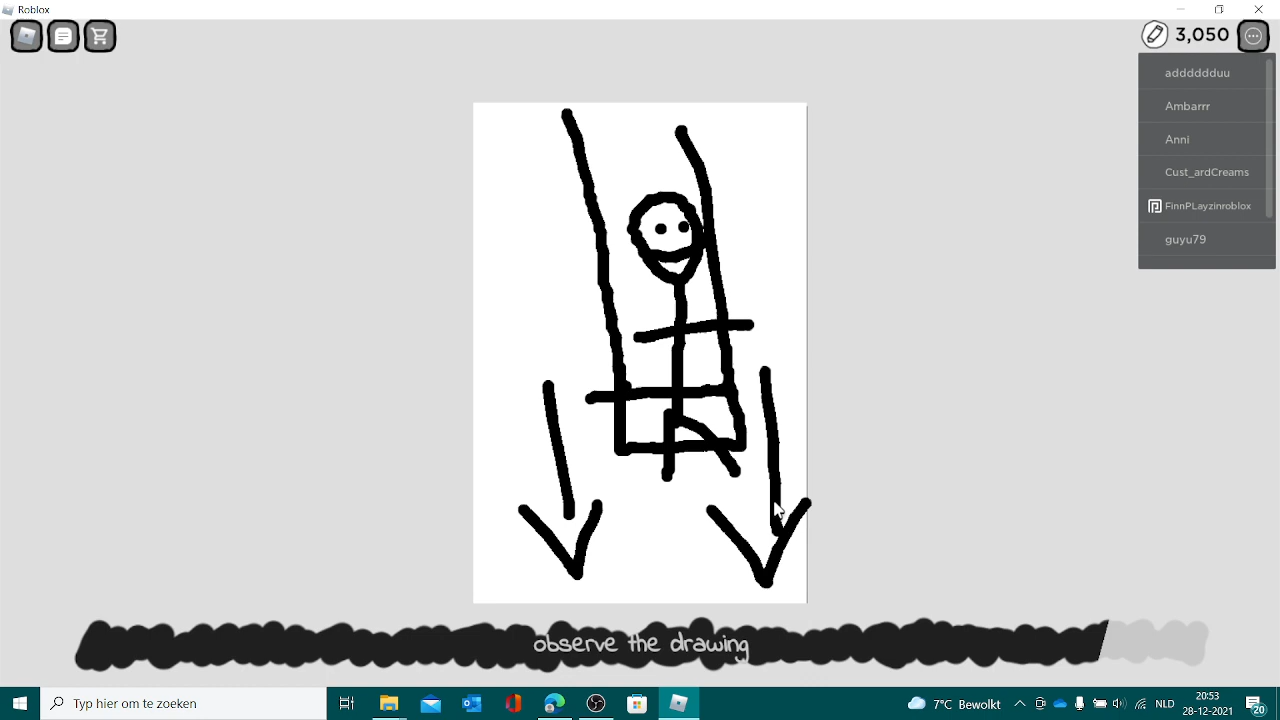 Roblox
3,050
adddddduu
Ambarrr
Anni
Cust_ardCreams
FinnPLayzinroblox
guyu79
observe the drawing
Typ hier om te zoeken
7°C Bewolkt
NLD
20:53
28-12-2021
20